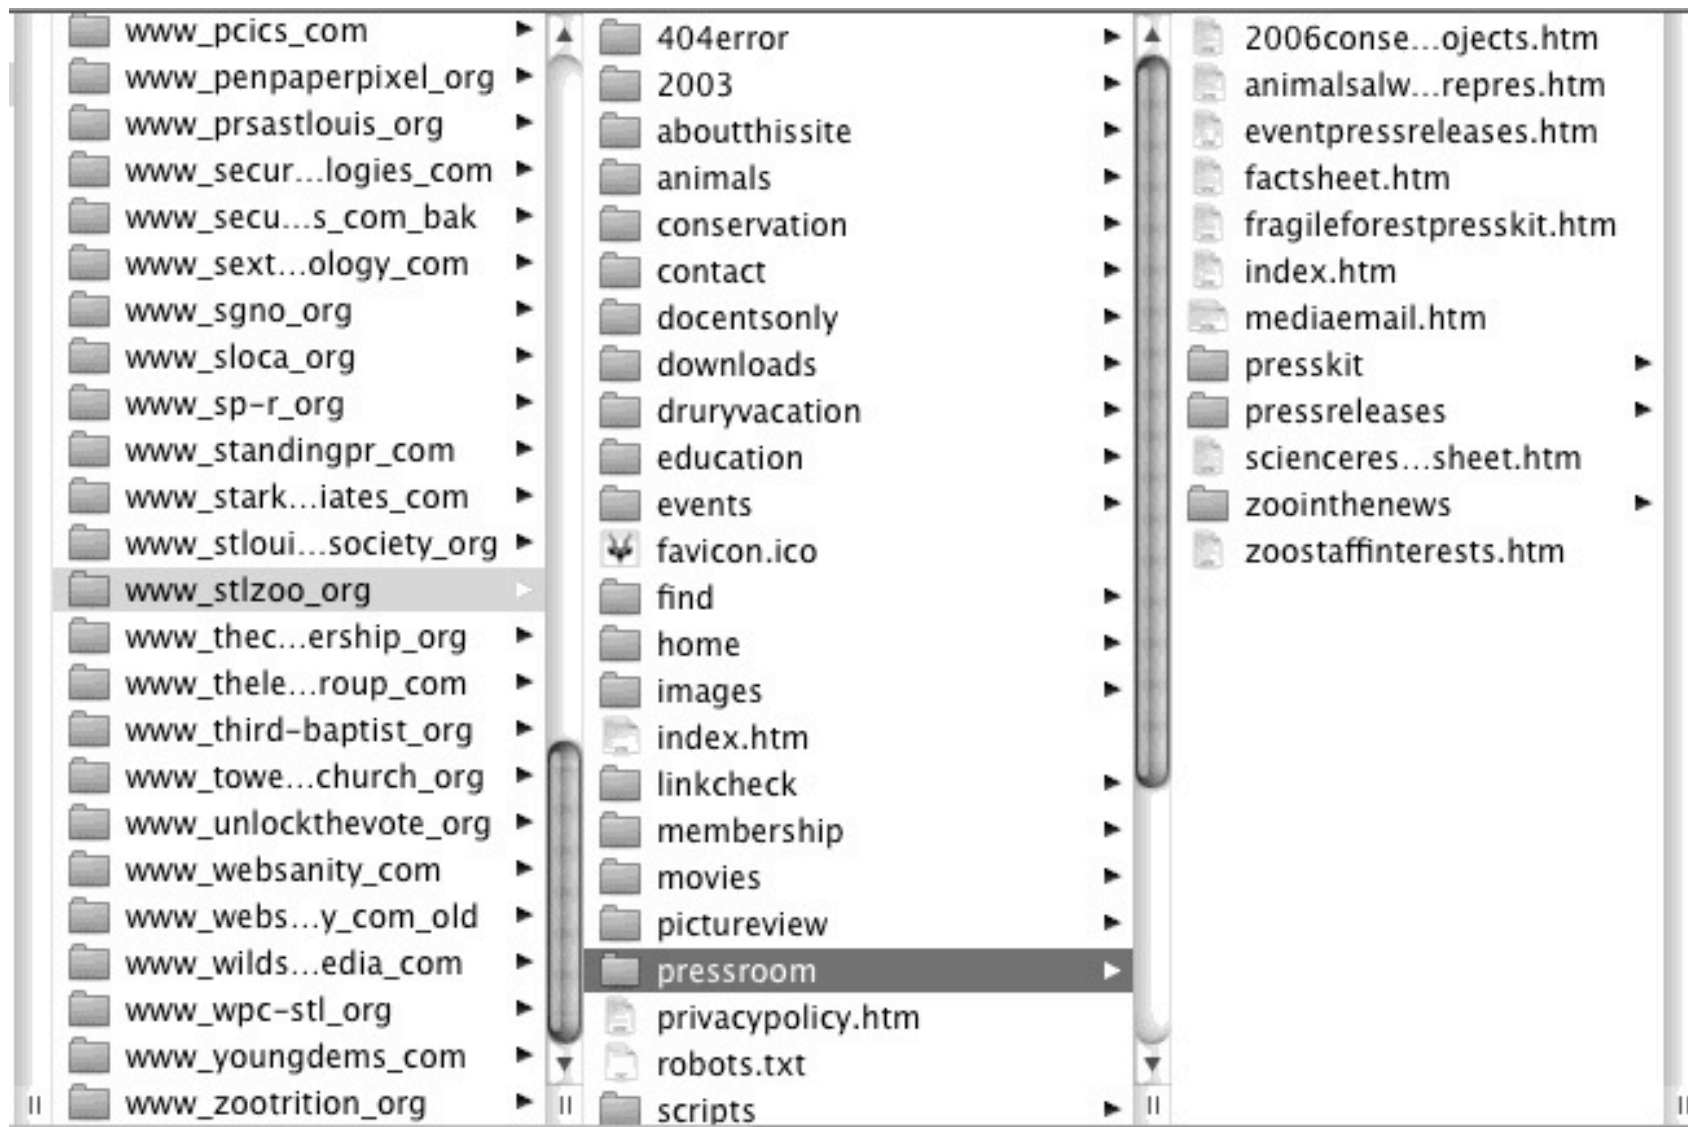 www_pcics_com
www_penpaperpixel_org
www_prsastlouis_org
www_secur...logies_com
www_secu...s_com_bak
www_sext...ology_com
www_sgno_org
www_sloca_org
www_sp-r_org
www_standingpr_com
www_stark...iates_com
www_stloui...society_org
www_stlzoo_org
www_thec...ership_org
www_thele...roup_com
www_third-baptist_org
www_towe...church_org
www_unlockthevote_org
www_websanity_com
www_webs...y_com_old
www_wilds...edia_com
www_wpc-stl_org
www_youngdems_com
www_zootrition_org
404error
2003
aboutthissite
animals
conservation
contact
docentsonly
downloads
druryvacation
education
events
favicon.ico
find
home
images
index.htm
linkcheck
membership
movies
pictureview
pressroom
privacypolicy.htm
robots.txt
scripts
2006conse...ojects.htm
animalsalw...repres.htm
eventpressreleases.htm
factsheet.htm
fragileforestpresskit.htm
index.htm
mediaemail.htm
presskit
pressreleases
scienceres...sheet.htm
zoointhenews
zoostaffinterests.htm